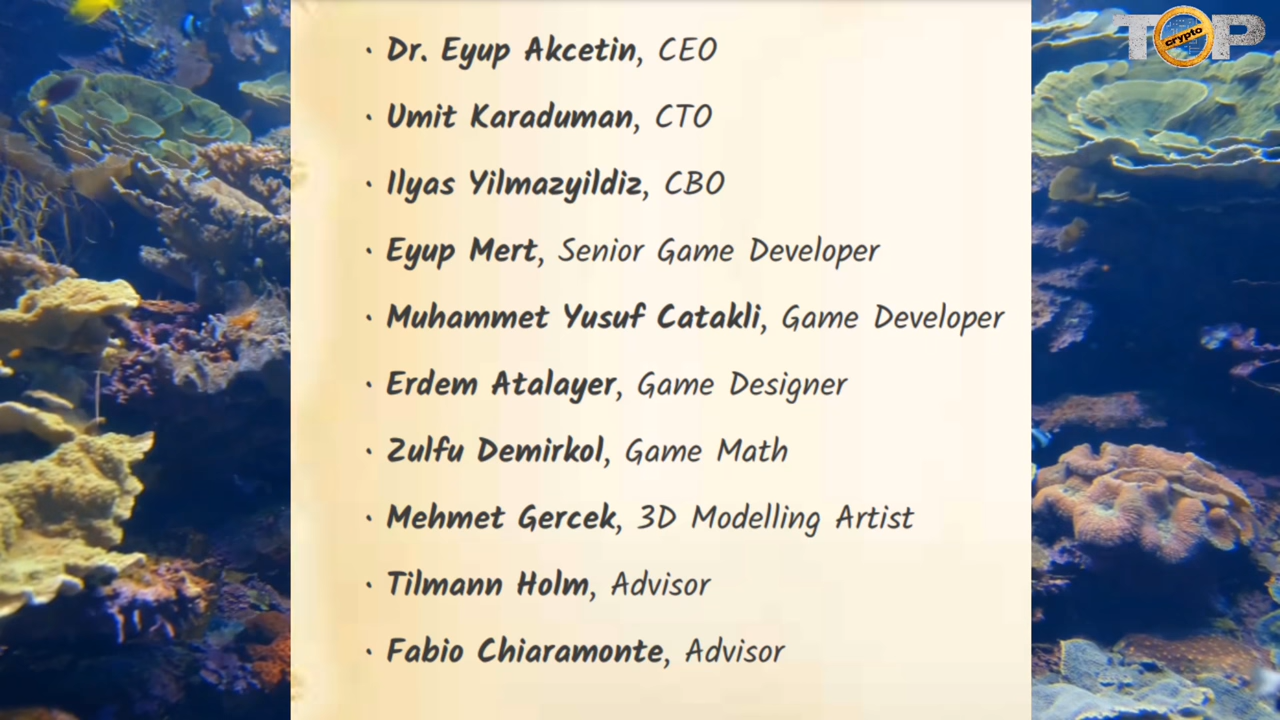 TOP
crypto
· Dr. Eyup Akcetin, CEO
· Umit Karaduman, CTO
· Ilyas Yilmazyildiz, CBO
· Eyup Mert, Senior Game Developer
· Muhammet Yusuf Catakli, Game Developer
· Erdem Atalayer, Game Designer
· Zulfu Demirkol, Game Math
· Mehmet Gercek, 3D Modelling Artist
· Tilmann Holm, Advisor
· Fabio Chiaramonte, Advisor